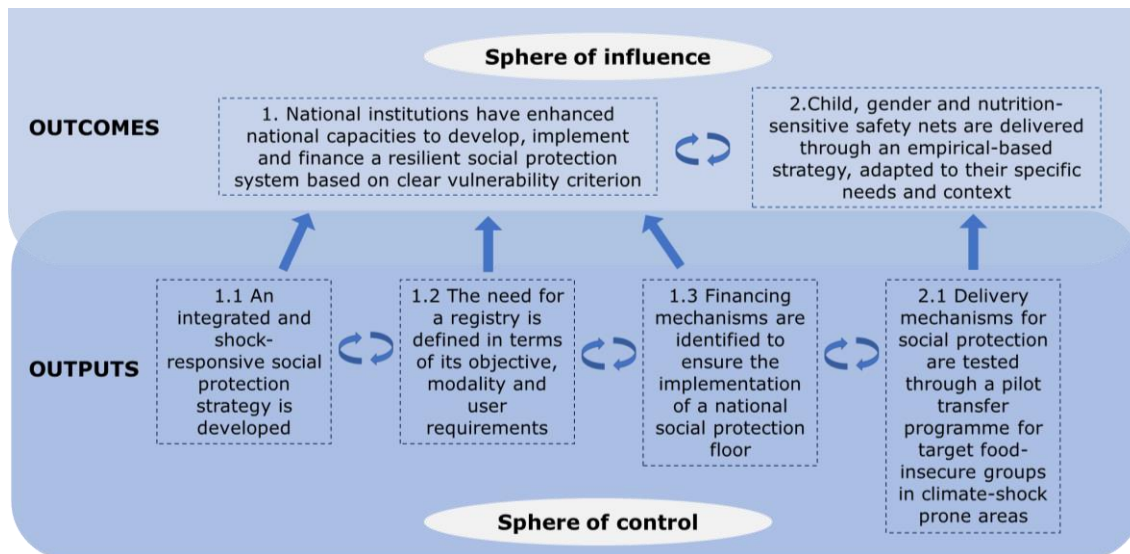 Sphere of influence
OUTCOMES
1. National institutions have enhanced
national capacities to develop, implement
and finance a resilient social protection
system based on clear vulnerability criterion
2.Child, gender and nutrition-
sensitive safety nets are delivered
through an empirical-based
strategy, adapted to their specific
needs and context
OUTPUTS
1.1 An
integrated and
shock-
responsive social
protection
strategy is
developed
1.2 The need for
a registry is
defined in terms
of its objective,
modality and
user
requirements
1.3 Financing
mechanisms are
identified to
ensure the
implementation
of a national
social protection
floor
2.1 Delivery
mechanisms for
social protection
are tested
through a pilot
transfer
programme for
target food-
insecure groups
in climate-shock
prone areas
Sphere of control